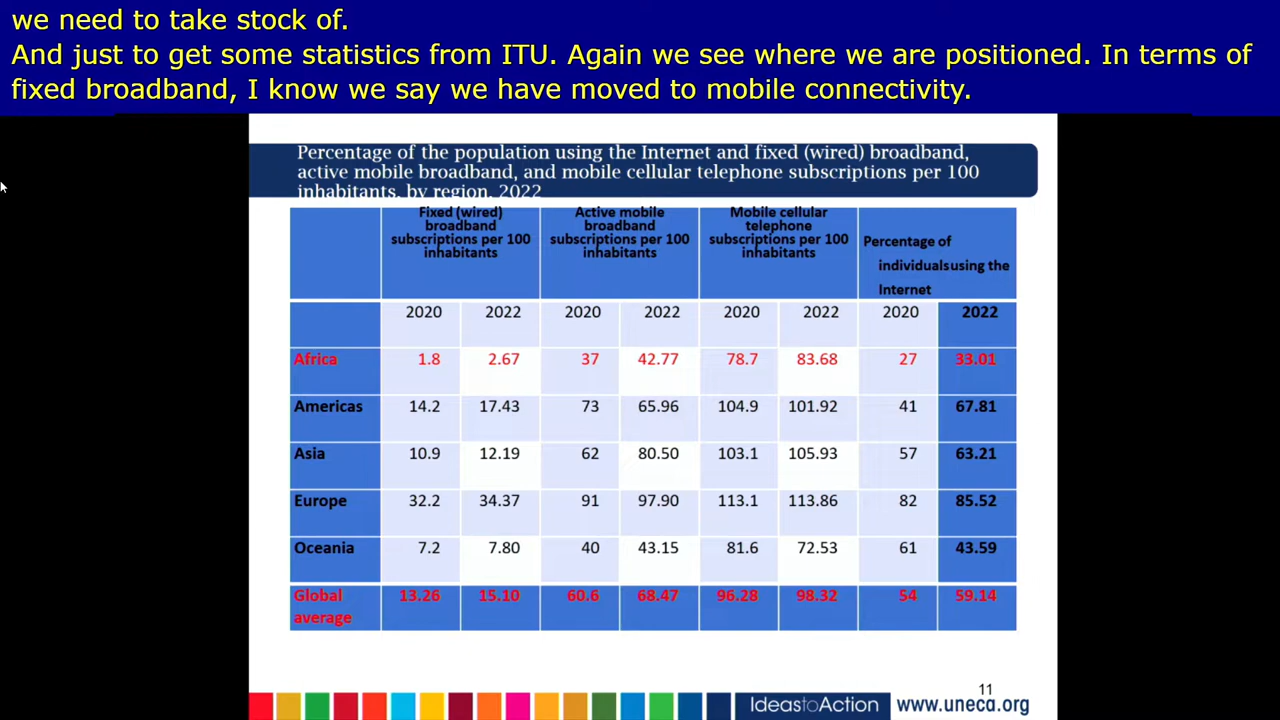 we need to take stock of.
And just to get some statistics from ITU. Again we see where we are positioned. In terms of
fixed broadband, I know we say we have moved to mobile connectivity.
Percentage of the population using the Internet and fixed (wired) broadband,
active mobile broadband, and mobile cellular telephone subscriptions per 100
inhabitants, by region, 2022
Fixed (wired)
broadband
subscriptions per 100
inhabitants
Active mobile
broadband
subscriptions per 100
inhabitants
Mobile cellular
telephone
subscriptions per 100
inhabitants
Percentage of
individualsusing the
Internet
2020 2022 2020 2022 2020 2022 2020 2022
Africa 1.8 2.67 37 42.77 78.7 83.68 27 33.01
Americas 14.2 17.43 73 65.96 104.9 101.92 41 67.81
Asia 10.9 12.19 62 80.50 103.1 105.93 57 63.21
Europe 32.2 34.37 91 97.90 113.1 113.86 82 85.52
Oceania 7.2 7.80 40 43.15 81.6 72.53 61 43.59
Global 13.26 15.10 60.6 68.47 96.28 98.32 54 59.14
average
11
IdeastoAction www.uneca.org